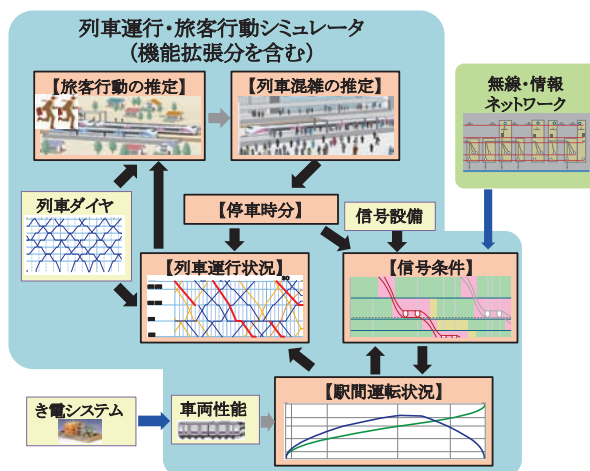 列車運行・旅客行動シミュレータ
（機能拡張分を含む）
【旅客行動の推定】
【列車混雑の推定】
無線・情報
ネットワーク
列車ダイヤ
【停車時分】
信号設備
【列車運行状況】
【信号条件】
【駅間運転状況】
き電システム
車両性能